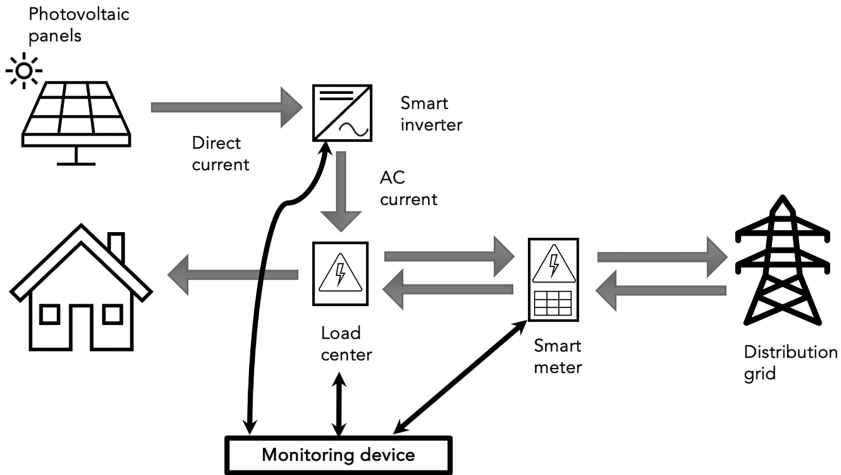 Photovoltaic
panels
Smart
inverter
Direct
current
AC
current
Load
center
Smart
meter
Distribution
grid
Monitoring device